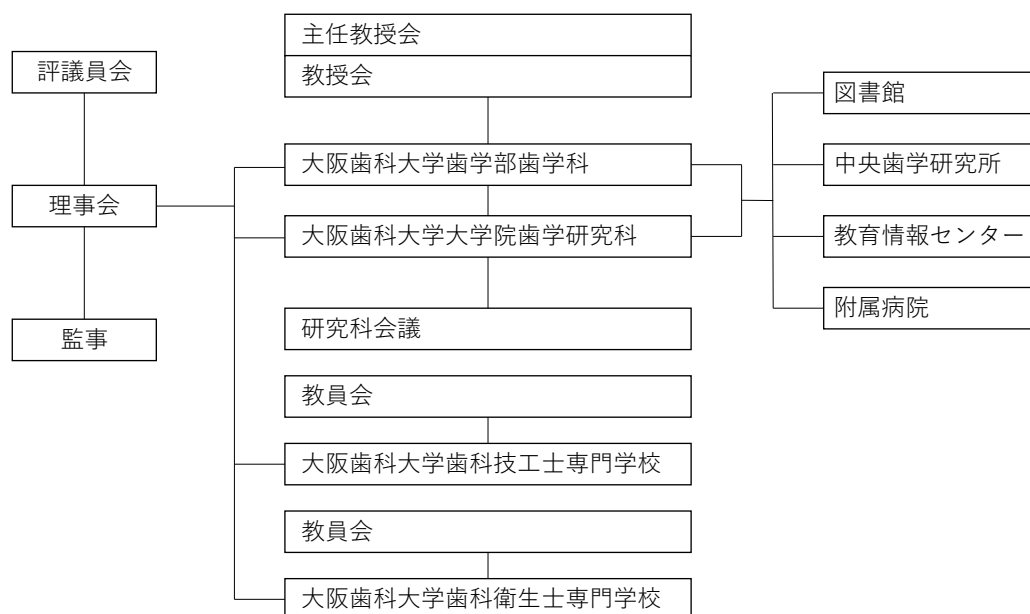 評議員会
理事会
監事
主任教授会
教授会
大阪歯科大学歯学部歯学科
大阪歯科大学大学院歯学研究科
研究科会議
教員会
大阪歯科大学歯科技工士専門学校
教員会
大阪歯科大学歯科衛生士専門学校
図書館
中央歯学研究所
教育情報センター
附属病院